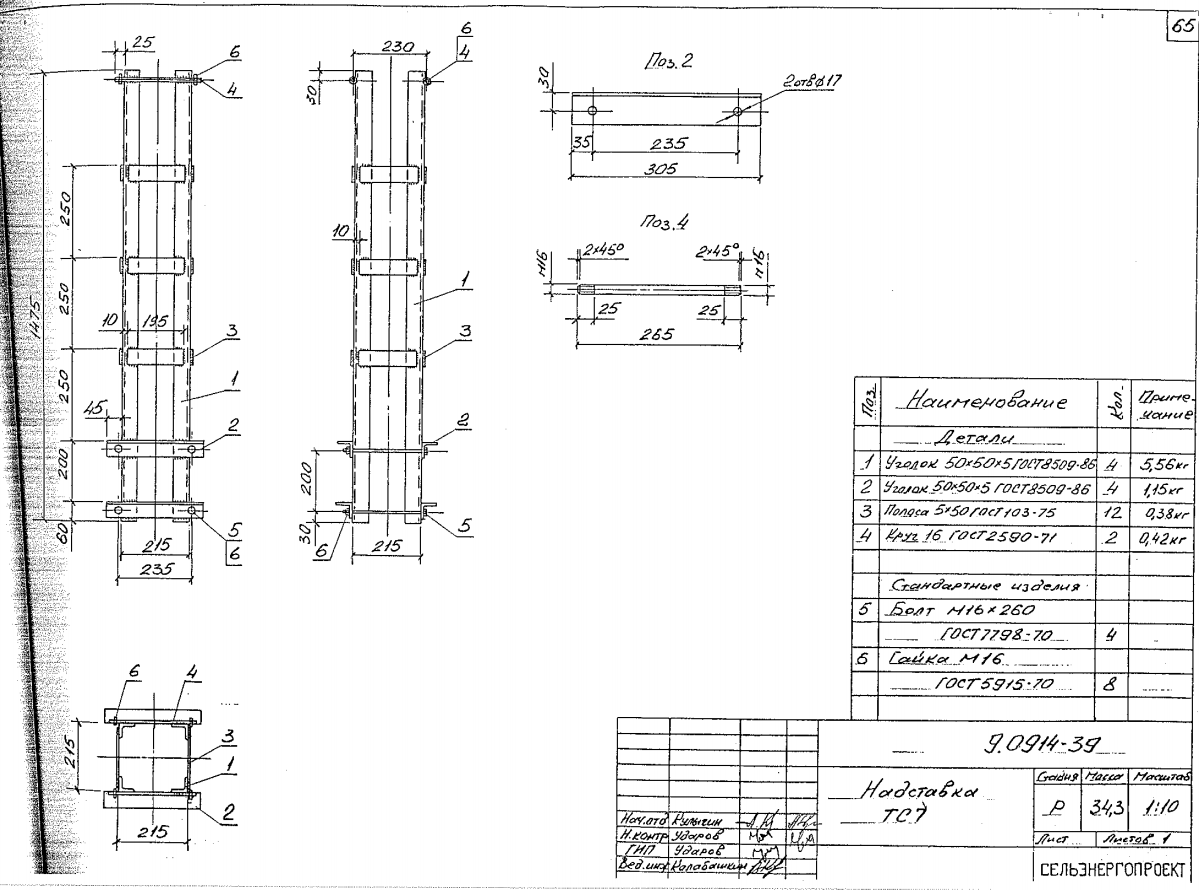 65
25
6
4
1475
250
250
250
200
60
10
195
3
1
45
2
5
6
215
235
230
6
4
30
10
1
3
2
200
30
6
5
215
Поз. 2
30
2отв ϕ17
35
235
305
Поз. 4
М16
2×45°
2×45°
М16
25
25
265
6
4
3
1
2
215
215
Поз. Наименование Кол. Приме-
чание
Детали
1 Уголок 50×50×5 ГОСТ8509-86 4 5,56кг
2 Уголок 50×50×5 ГОСТ8509-86 4 1,15кг
3 Полоса 5×50 ГОСТ 103-75 12 0,38кг
4 Круг 16 ГОСТ2590-71 2 0,42кг
Стандартные изделия
5 Болт М16×260
ГОСТ7798-70 4
6 Гайка М16
ГОСТ5915-70 8
9.0914-39
Надставка
ТС7
Стадия Масса Масштаб
Р 34,3 1:10
Лист Листов 1
СЕЛЬЭНЕРГОПРОЕКТ
Нач.отд Кулыгин
Н.контр Ударов
ГИП Ударов
Вед.инж Калабашкин